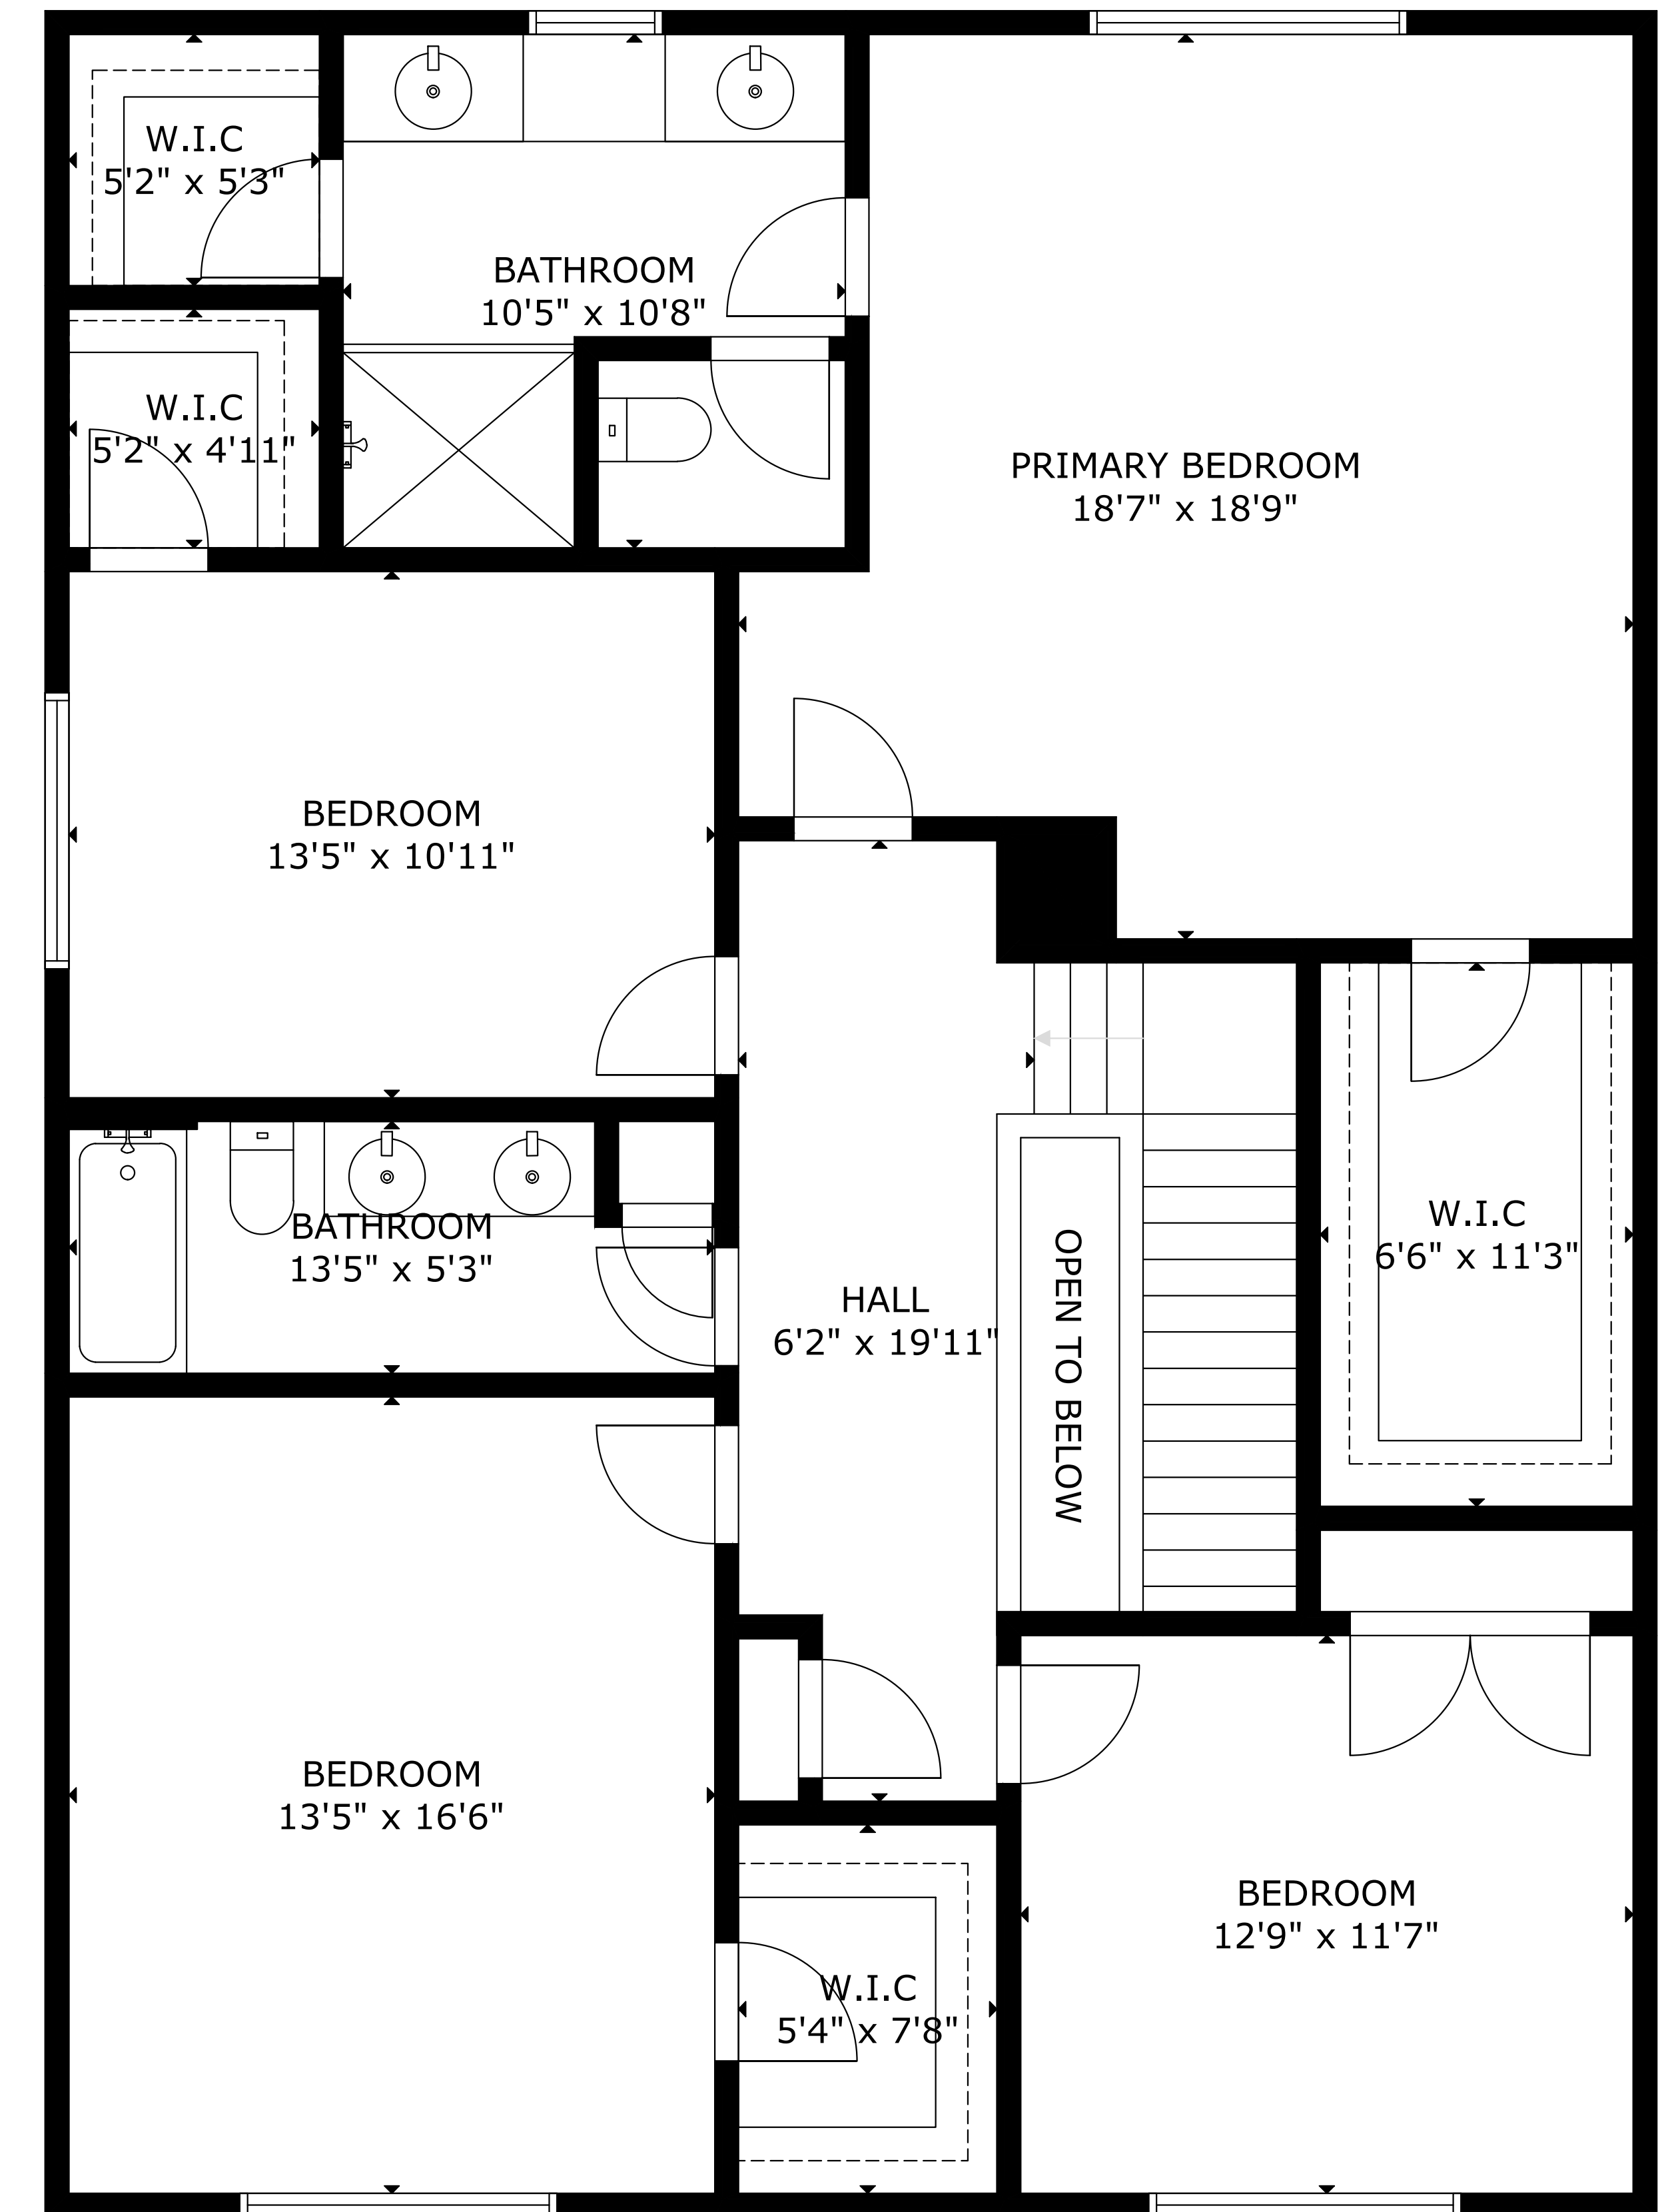 W.I.C
5'2" x 5'3"
BATHROOM
10'5" x 10'8"
W.I.C
5'2" x 4'11"
PRIMARY BEDROOM
18'7" x 18'9"
BEDROOM
13'5" x 10'11"
BATHROOM
13'5" x 5'3"
HALL
6'2" x 19'11"
OPEN TO BELOW
W.I.C
6'6" x 11'3"
BEDROOM
13'5" x 16'6"
W.I.C
5'4" x 7'8"
BEDROOM
12'9" x 11'7"